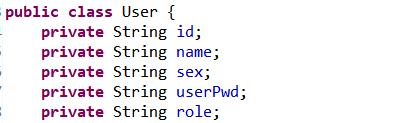 public class User {
    private String id;
    private String name;
    private String sex;
    private String userPwd;
    private String role;